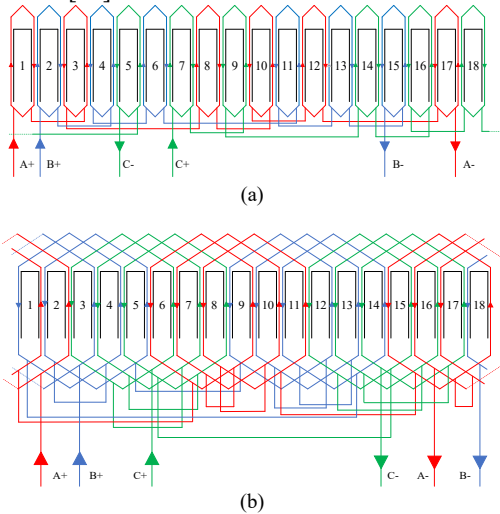 1 2 3 4 5 6 7 8 9 10 11 12 13 14 15 16 17 18
A+ B+ C- C+ B- A-
(a)
1 2 3 4 5 6 7 8 9 10 11 12 13 14 15 16 17 18
A+ B+ C+ C- A- B-
(b)